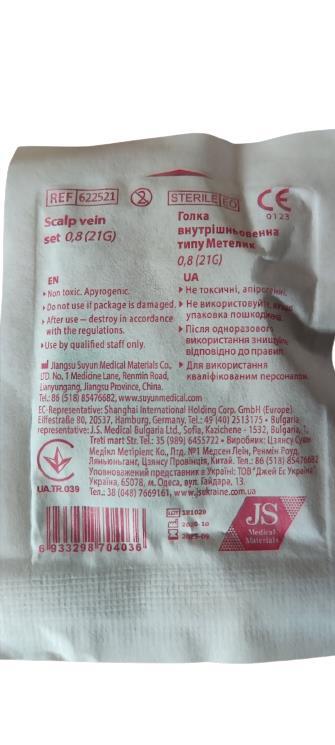 REF 622521
STERILE EO
CE
0123
Scalp vein
set 0,8 (21G)
Голка
внутрішньовенна
типу Метелик
0,8 (21G)
EN
Non toxic. Apyrogenic.
Do not use if package is damaged.
After use — destroy in accordance
with the regulations.
Use by qualified staff only.
UA
Не токсичні, апірогенні.
Не використовуйте, якщо
упаковка пошкоджена.
Після одноразового
використання знищуйте
відповідно до правил.
Для використання
кваліфікованим персоналом
Jiangsu Suyun Medical Materials Co.,
LTD. No, 1 Medicine Lane, Renmin Road,
Lianyungang, Jiangsu Province, China.
Tel.: 86 (518) 85476682, www.suyunmedical.com
EC-Representative: Shanghai International Holding Corp. GmbH (Europe)
Eiffestraße 80, 20537, Hamburg, Germany, Tel.: 49 (40) 2513175 • Bulgaria
representative: J.S. Medical Bulgaria Ltd., Sofia, Kazichene - 1532, Bulgaria, 1,
Treti mart Str. Tel.: 35 (989) 6455722 • Виробник: Цзянсу Суюн
Медікл Метіріелс Ко., Лтд. №1 Медсен Лейн, Ренмін Роуд,
Ляньюньганг, Цзянсу Провінція, Китай. Тел.: 86 (518) 85476682
Уповноважений представник в Україні: ТОВ "Джей Ес Україна",
Україна, 65078, м. Одеса, вул. Гайдара, 13.
Тел.: 38 (048) 7669161, www.jsukraine.com.ua
UA.TR.039
6 933298 704036
LOT 181020
JS
Medical
Materials